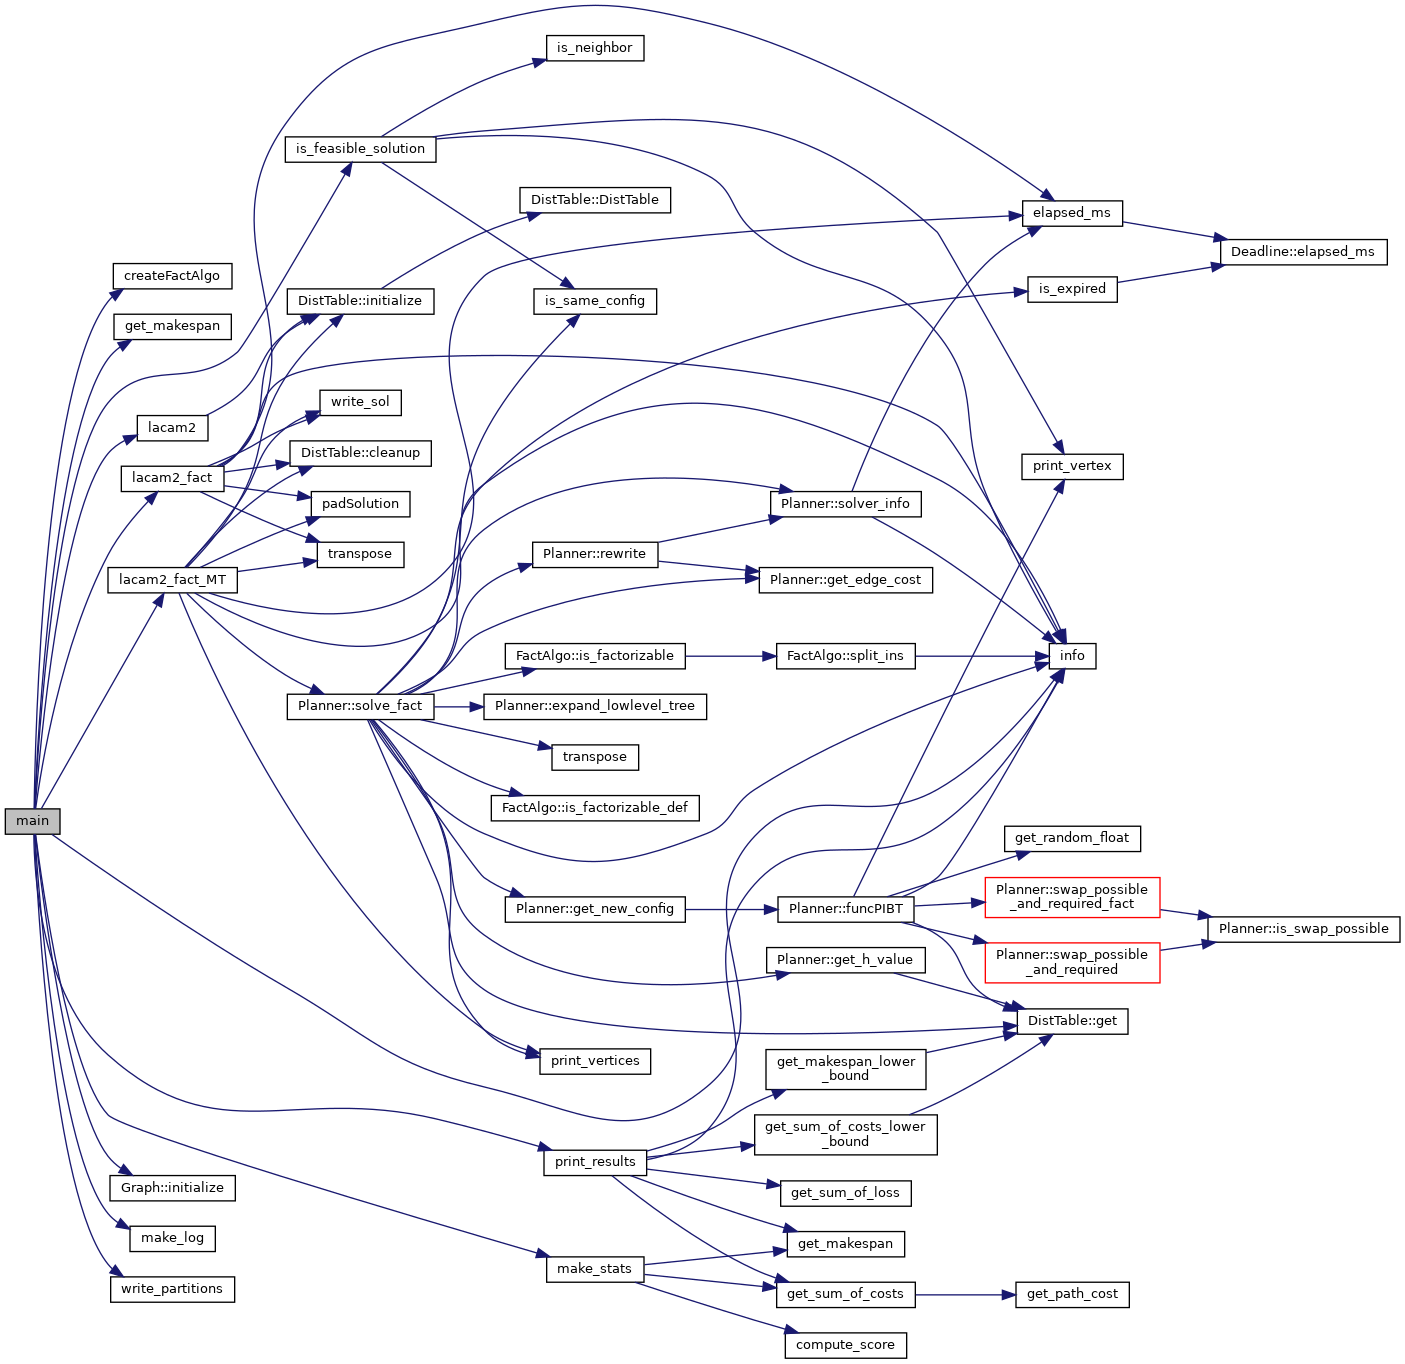 is_neighbor
is_feasible_solution
DistTable::DistTable
elapsed_ms
Deadline::elapsed_ms
createFactAlgo
is_expired
DistTable::initialize
is_same_config
get_makespan
write_sol
lacam2
DistTable::cleanup
print_vertex
lacam2_fact
padSolution
Planner::solver_info
transpose
Planner::rewrite
lacam2_fact_MT
Planner::get_edge_cost
FactAlgo::is_factorizable
FactAlgo::split_ins
info
Planner::solve_fact
Planner::expand_lowlevel_tree
transpose
FactAlgo::is_factorizable_def
main
get_random_float
Planner::swap_possible
_and_required_fact
Planner::get_new_config
Planner::funcPIBT
Planner::is_swap_possible
Planner::swap_possible
_and_required
Planner::get_h_value
DistTable::get
print_vertices
get_makespan_lower
_bound
get_sum_of_costs_lower
_bound
print_results
Graph::initialize
get_sum_of_loss
make_log
get_makespan
make_stats
write_partitions
get_sum_of_costs
get_path_cost
compute_score